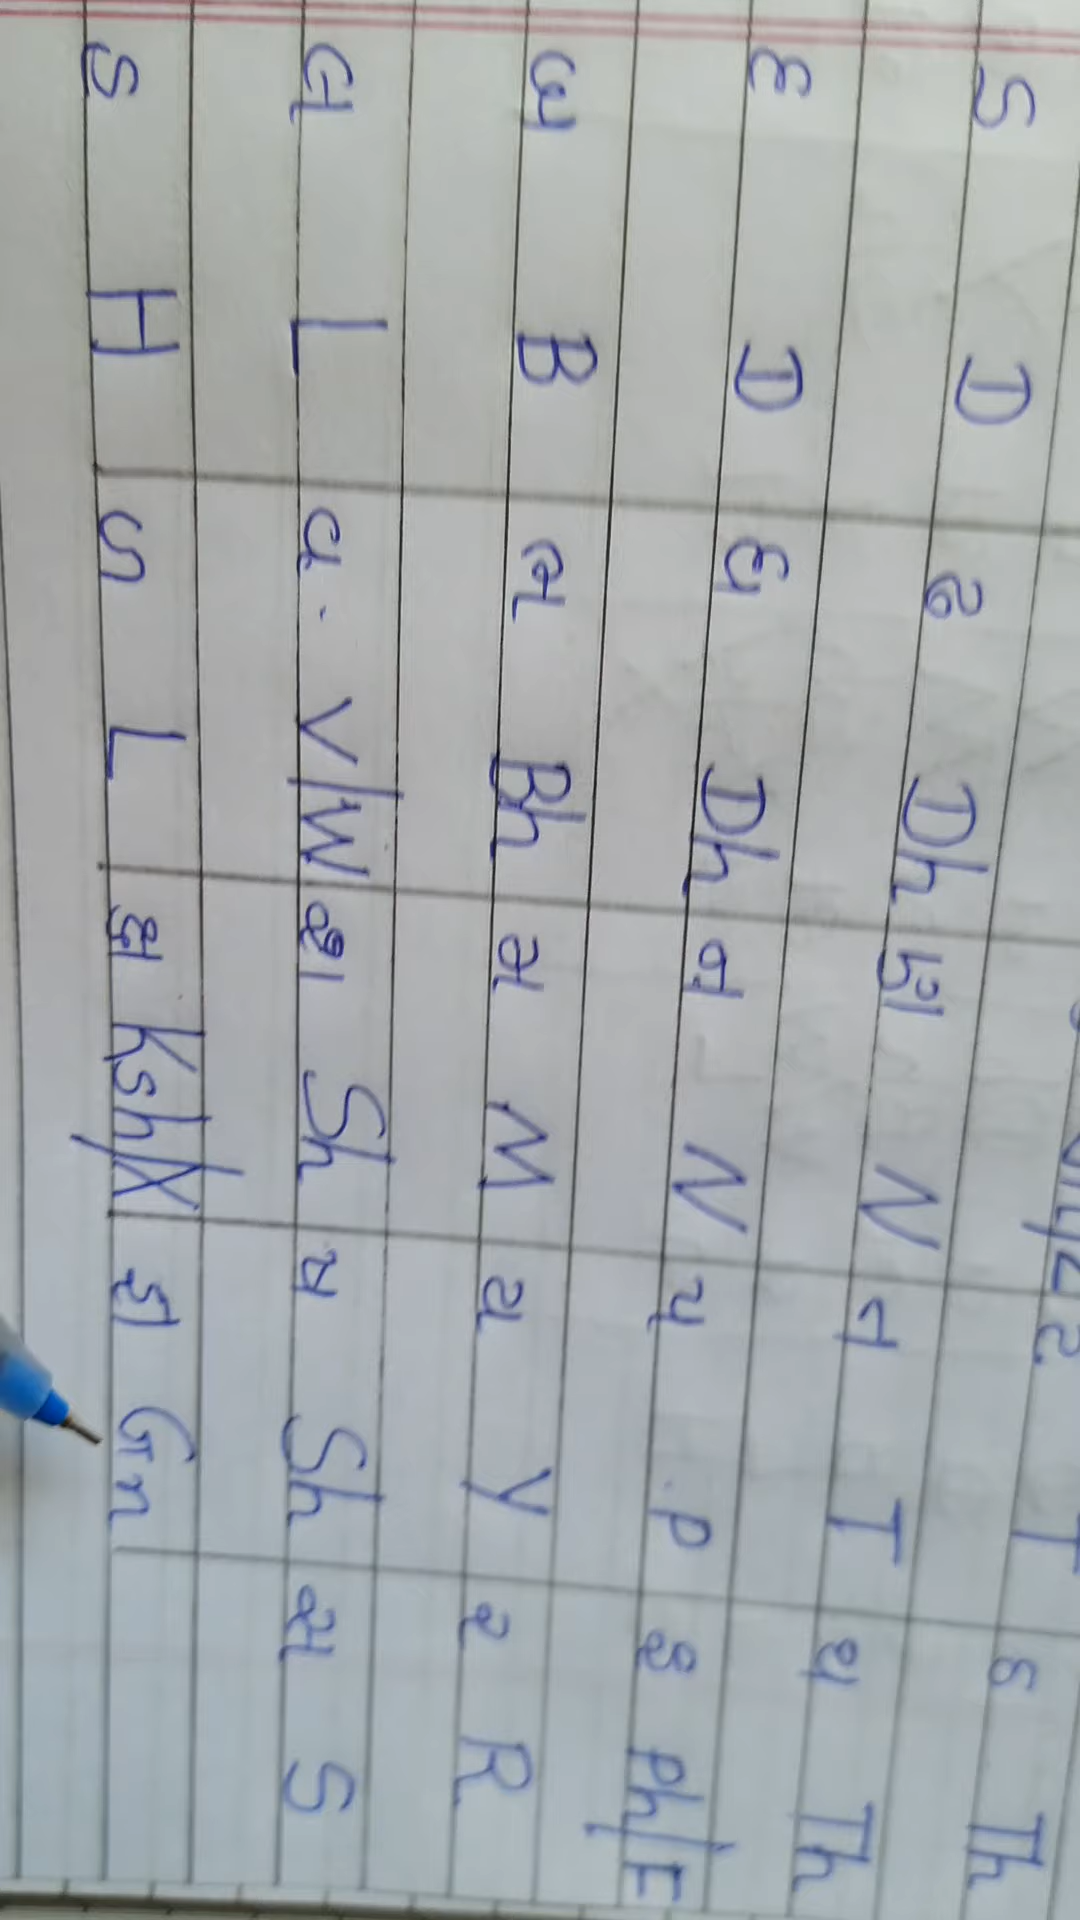 ટ T ઠ Th
ડ D ઢ Dh ણ N ત T થ Th
દ D ધ Dh ન N પ P ફ Ph/F
બ B ભ Bh મ M ય Y ર R
લ L વ V/W શ Sh ષ Sh સ S
હ H ળ L ક્ષ Ksh/X જ્ઞ Gn